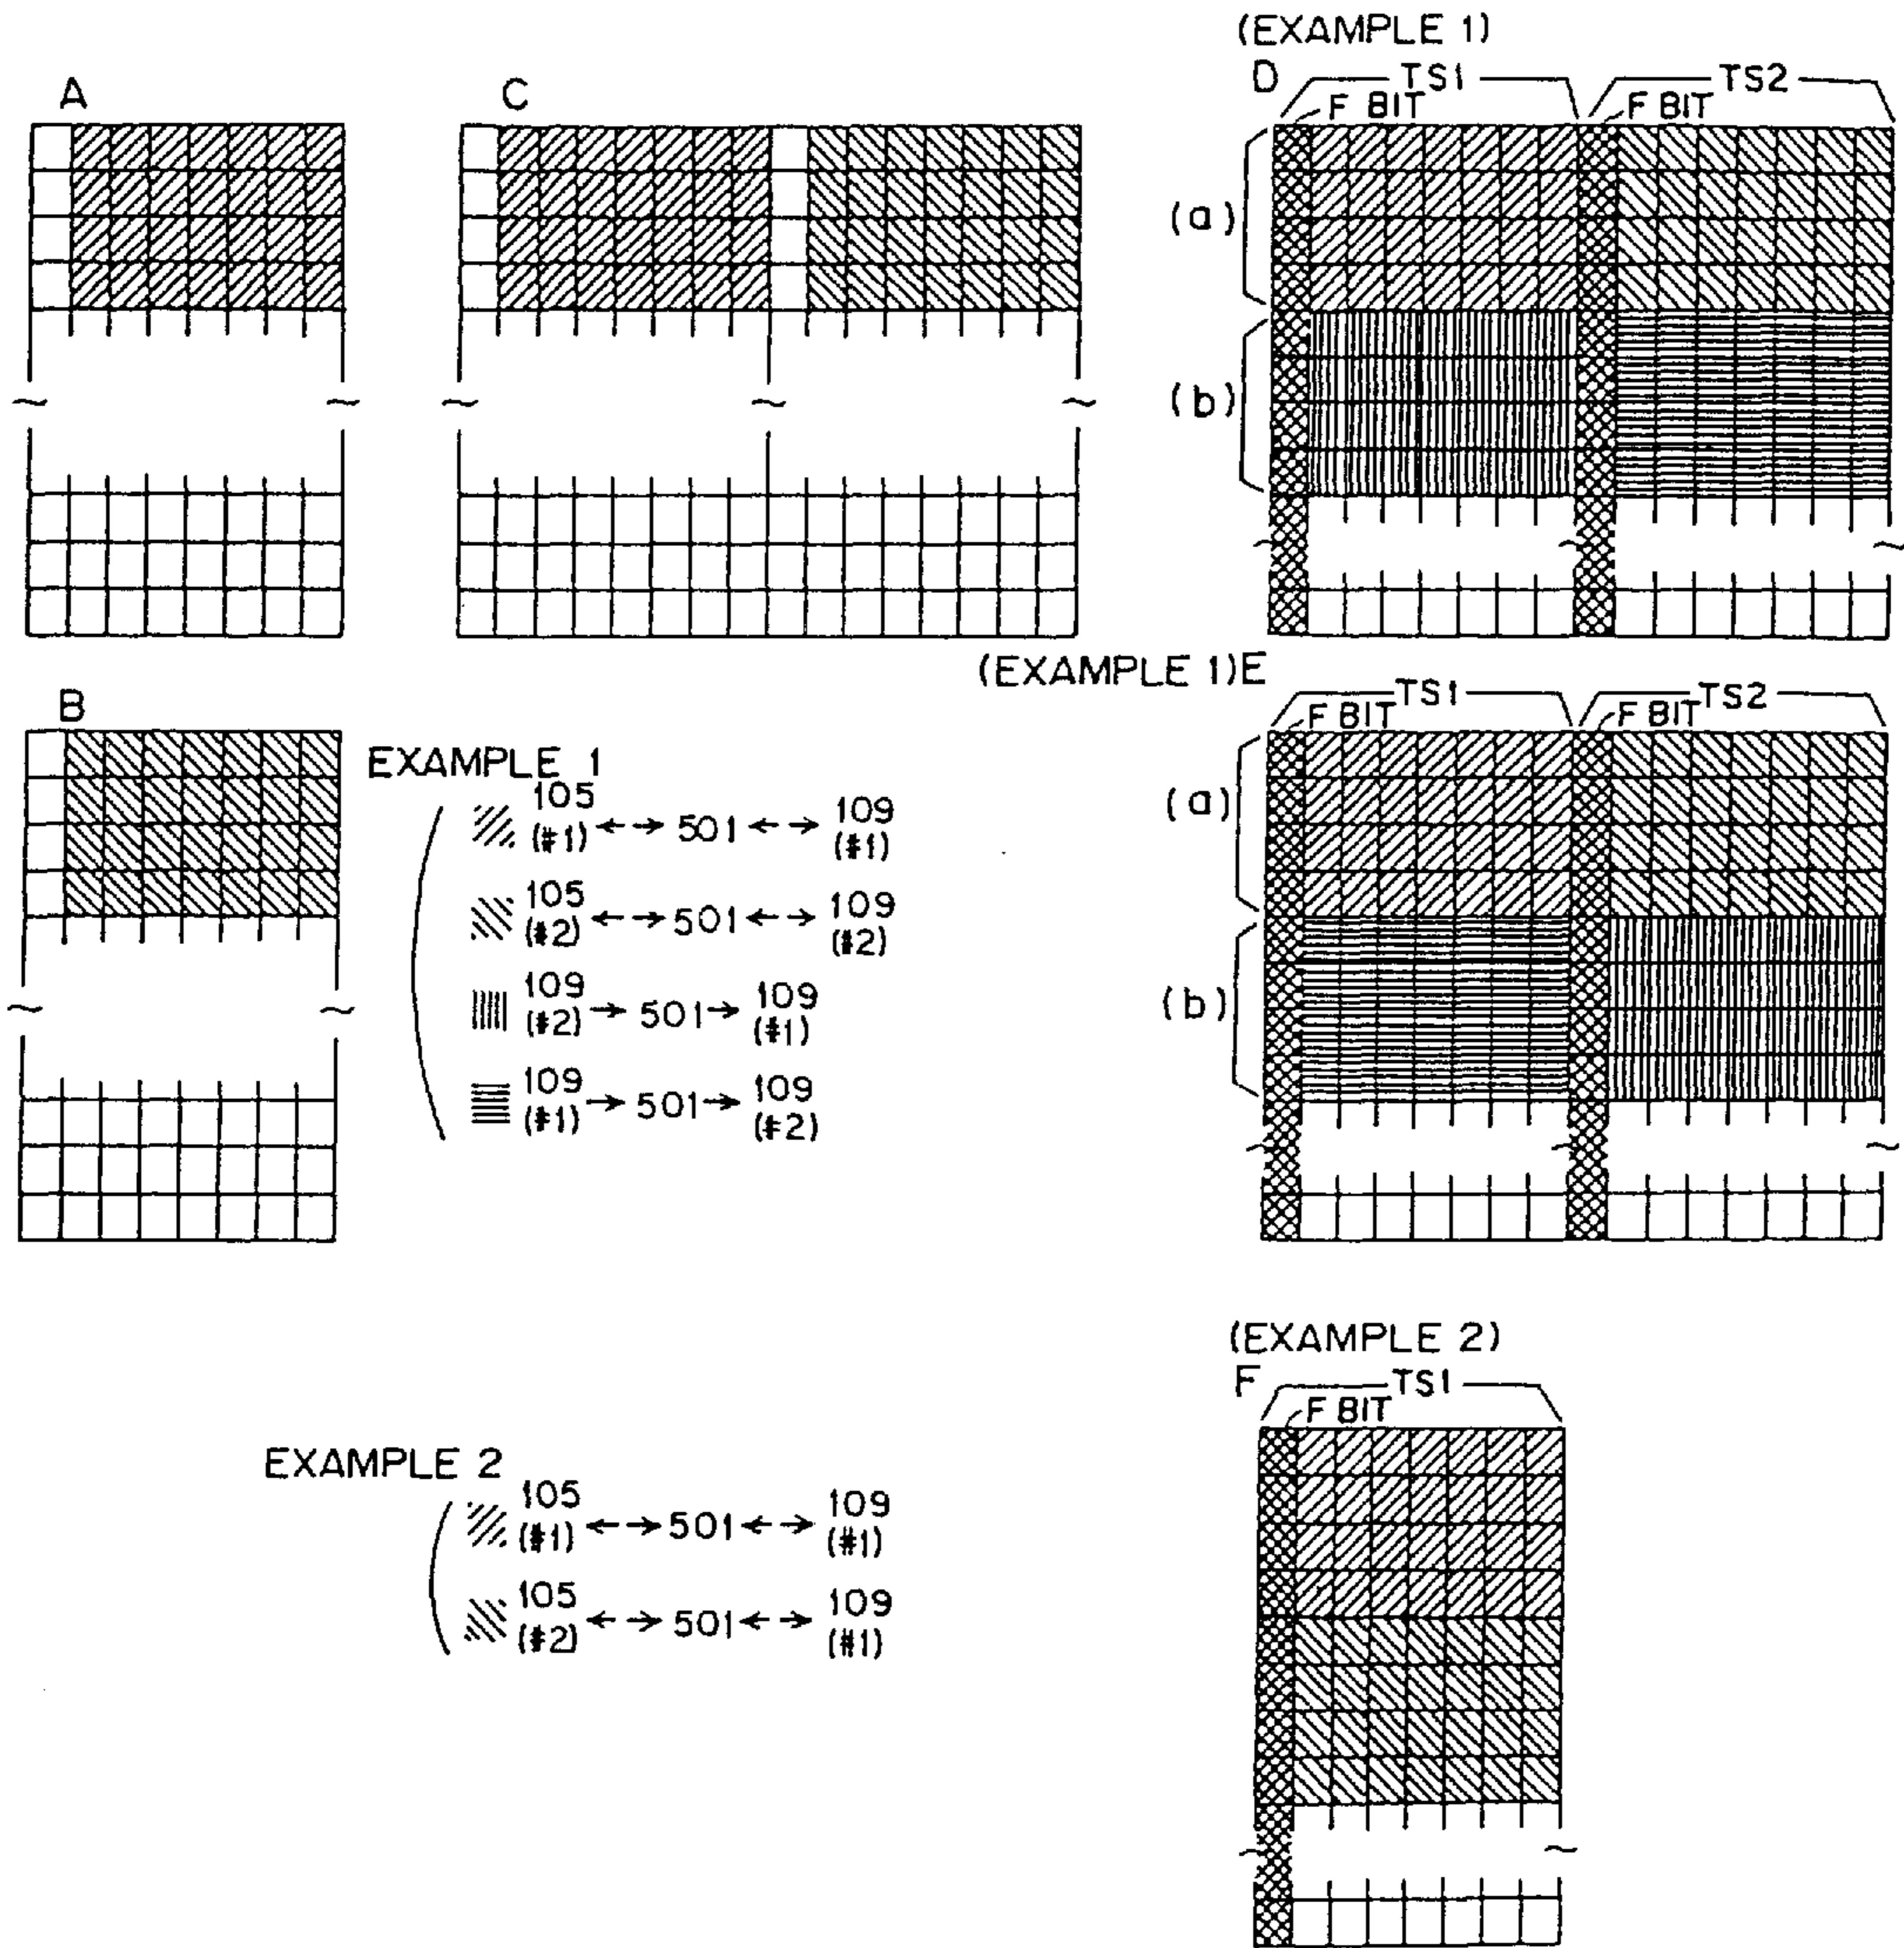 (EXAMPLE 1)
A
C
D
TS1
TS2
F BIT
F BIT
(a)
(b)
(EXAMPLE 1)E
TS1
TS2
F BIT
F BIT
(a)
(b)
B
EXAMPLE 1
105 (#1) ↔ 501 ↔ 109 (#1)
105 (#2) ↔ 501 ↔ 109 (#2)
109 (#2) → 501 → 109 (#1)
109 (#1) → 501 → 109 (#2)
(EXAMPLE 2)
F
TS1
F BIT
EXAMPLE 2
105 (#1) ↔ 501 ↔ 109 (#1)
105 (#2) ↔ 501 ↔ 109 (#1)